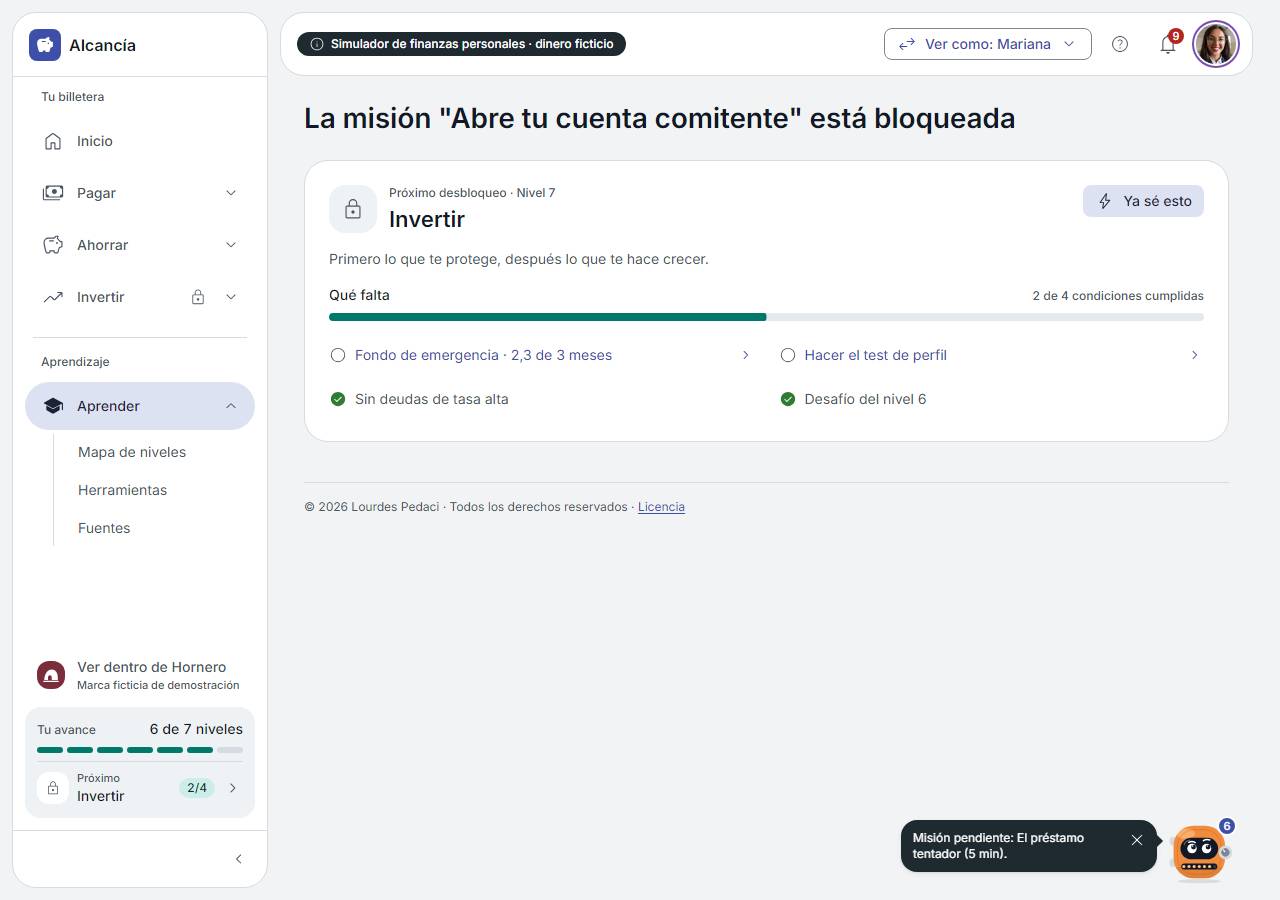 Alcancía
Simulador de finanzas personales · dinero ficticio
Ver como: Mariana
9
Tu billetera
Inicio
Pagar
Ahorrar
Invertir
Aprendizaje
Aprender
Mapa de niveles
Herramientas
Fuentes
Ver dentro de Hornero
Marca ficticia de demostración
Tu avance
6 de 7 niveles
Próximo
Invertir
2/4
La misión "Abre tu cuenta comitente" está bloqueada
Próximo desbloqueo · Nivel 7
Invertir
Ya sé esto
Primero lo que te protege, después lo que te hace crecer.
Qué falta
2 de 4 condiciones cumplidas
Fondo de emergencia · 2,3 de 3 meses
Hacer el test de perfil
Sin deudas de tasa alta
Desafío del nivel 6
© 2026 Lourdes Pedaci · Todos los derechos reservados · Licencia
Misión pendiente: El préstamo
tentador (5 min).
6